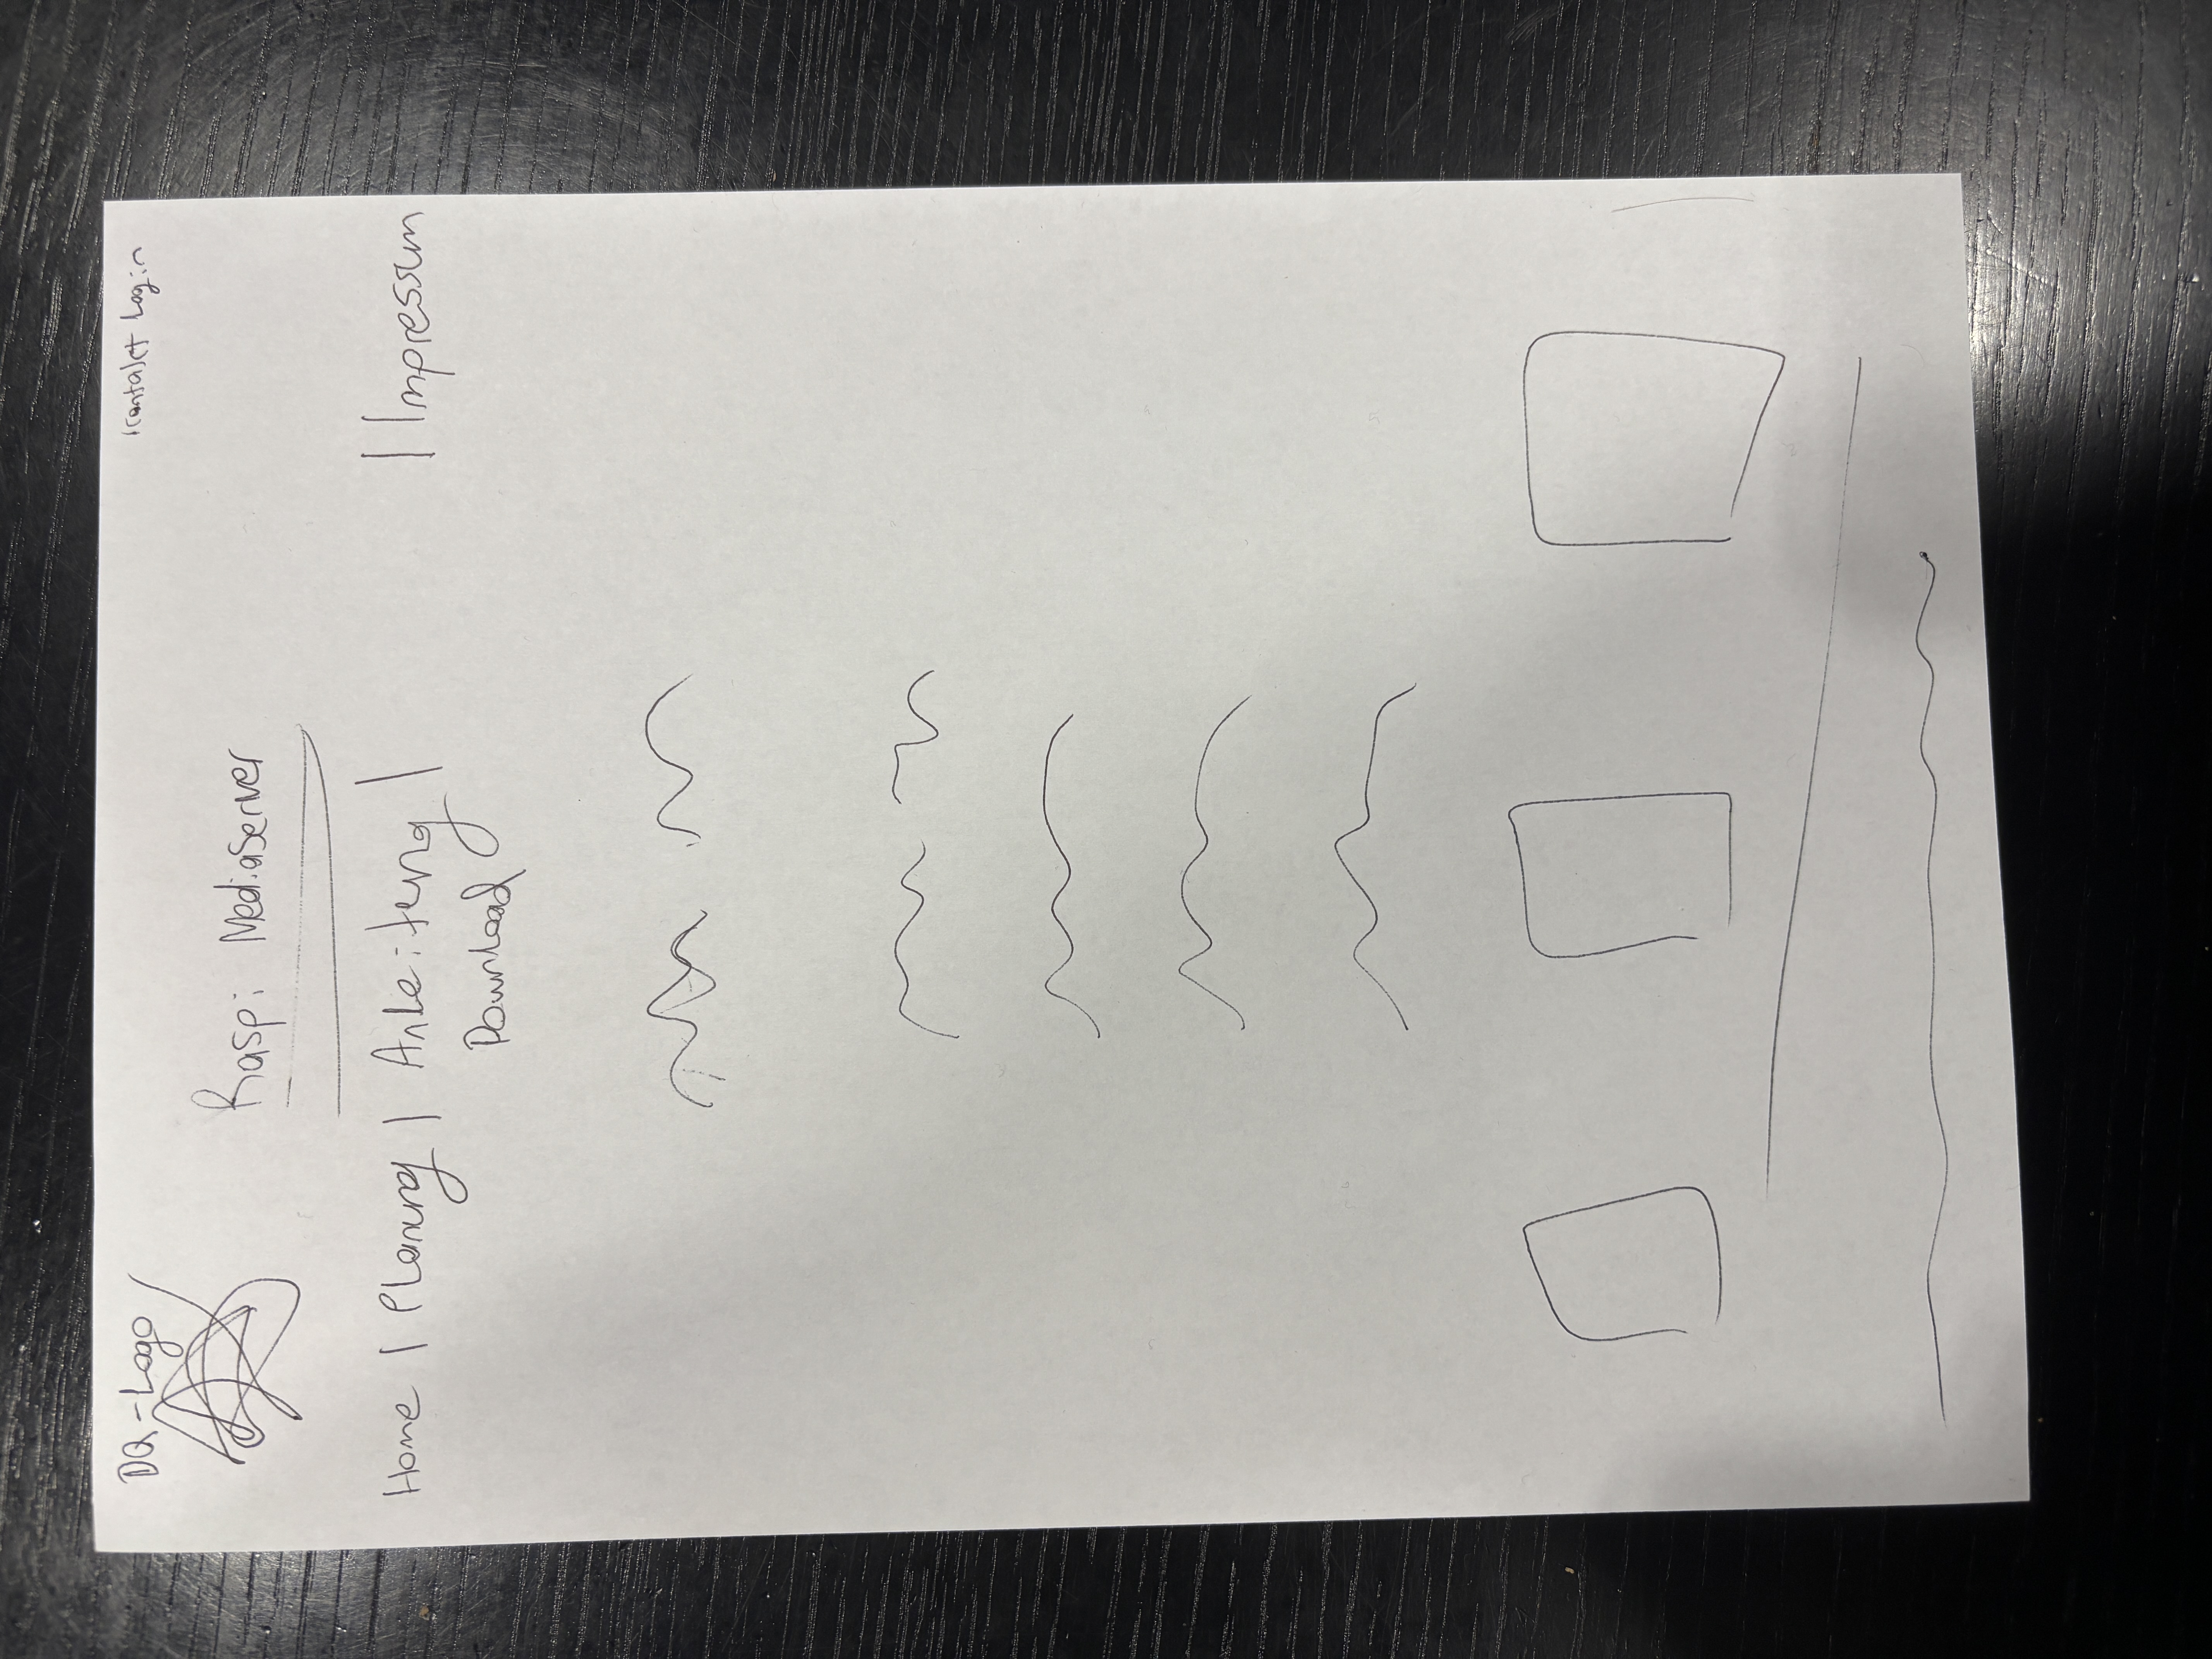 DQ-Logo
Kontakt Login
Raspi MediaServer
Home | Planung | Anleitung | | Impressum
Download